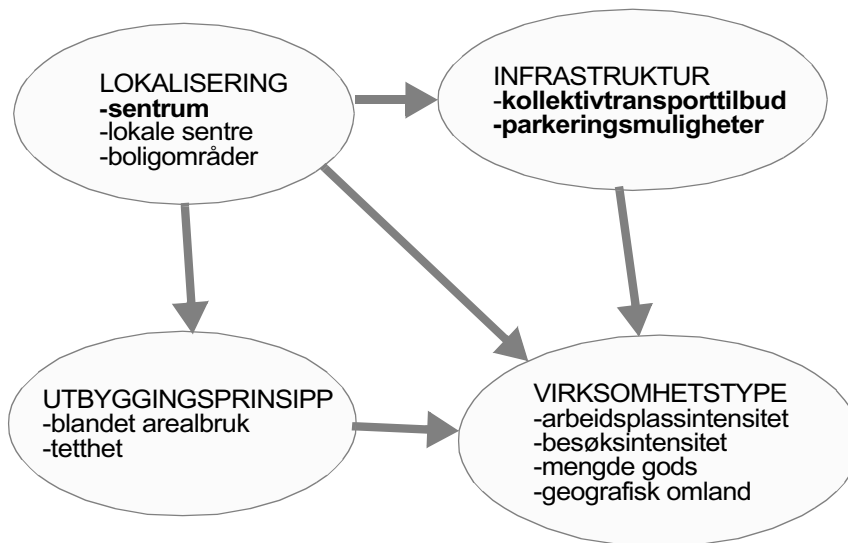 LOKALISERING
-sentrum
-lokale sentre
-boligområder
INFRASTRUKTUR
-kollektivtransporttilbud
-parkeringsmuligheter
UTBYGGINGSPRINSIPP
-blandet arealbruk
-tetthet
VIRKSOMHETSTYPE
-arbeidsplassintensitet
-besøksintensitet
-mengde gods
-geografisk omland